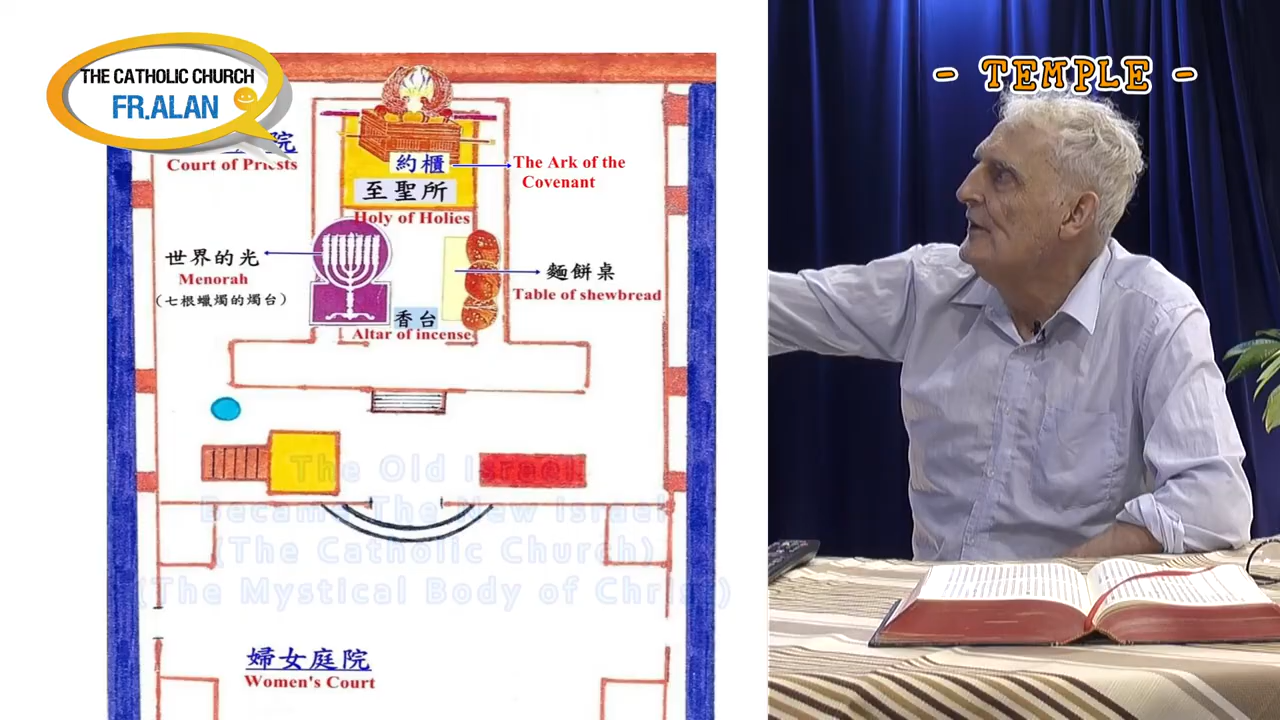 THE CATHOLIC CHURCH
FR.ALAN
- TEMPLE -
院
Court of Priests
約櫃
The Ark of the
Covenant
至聖所
Holy of Holies
世界的光
Menorah
(七根蠟燭的燭台)
麵餅桌
Table of shewbread
香台
Altar of incense
The Old Israel
Became The New israel
(The Catholic Church)
(The Mystical Body of Christ)
婦女庭院
Women's Court